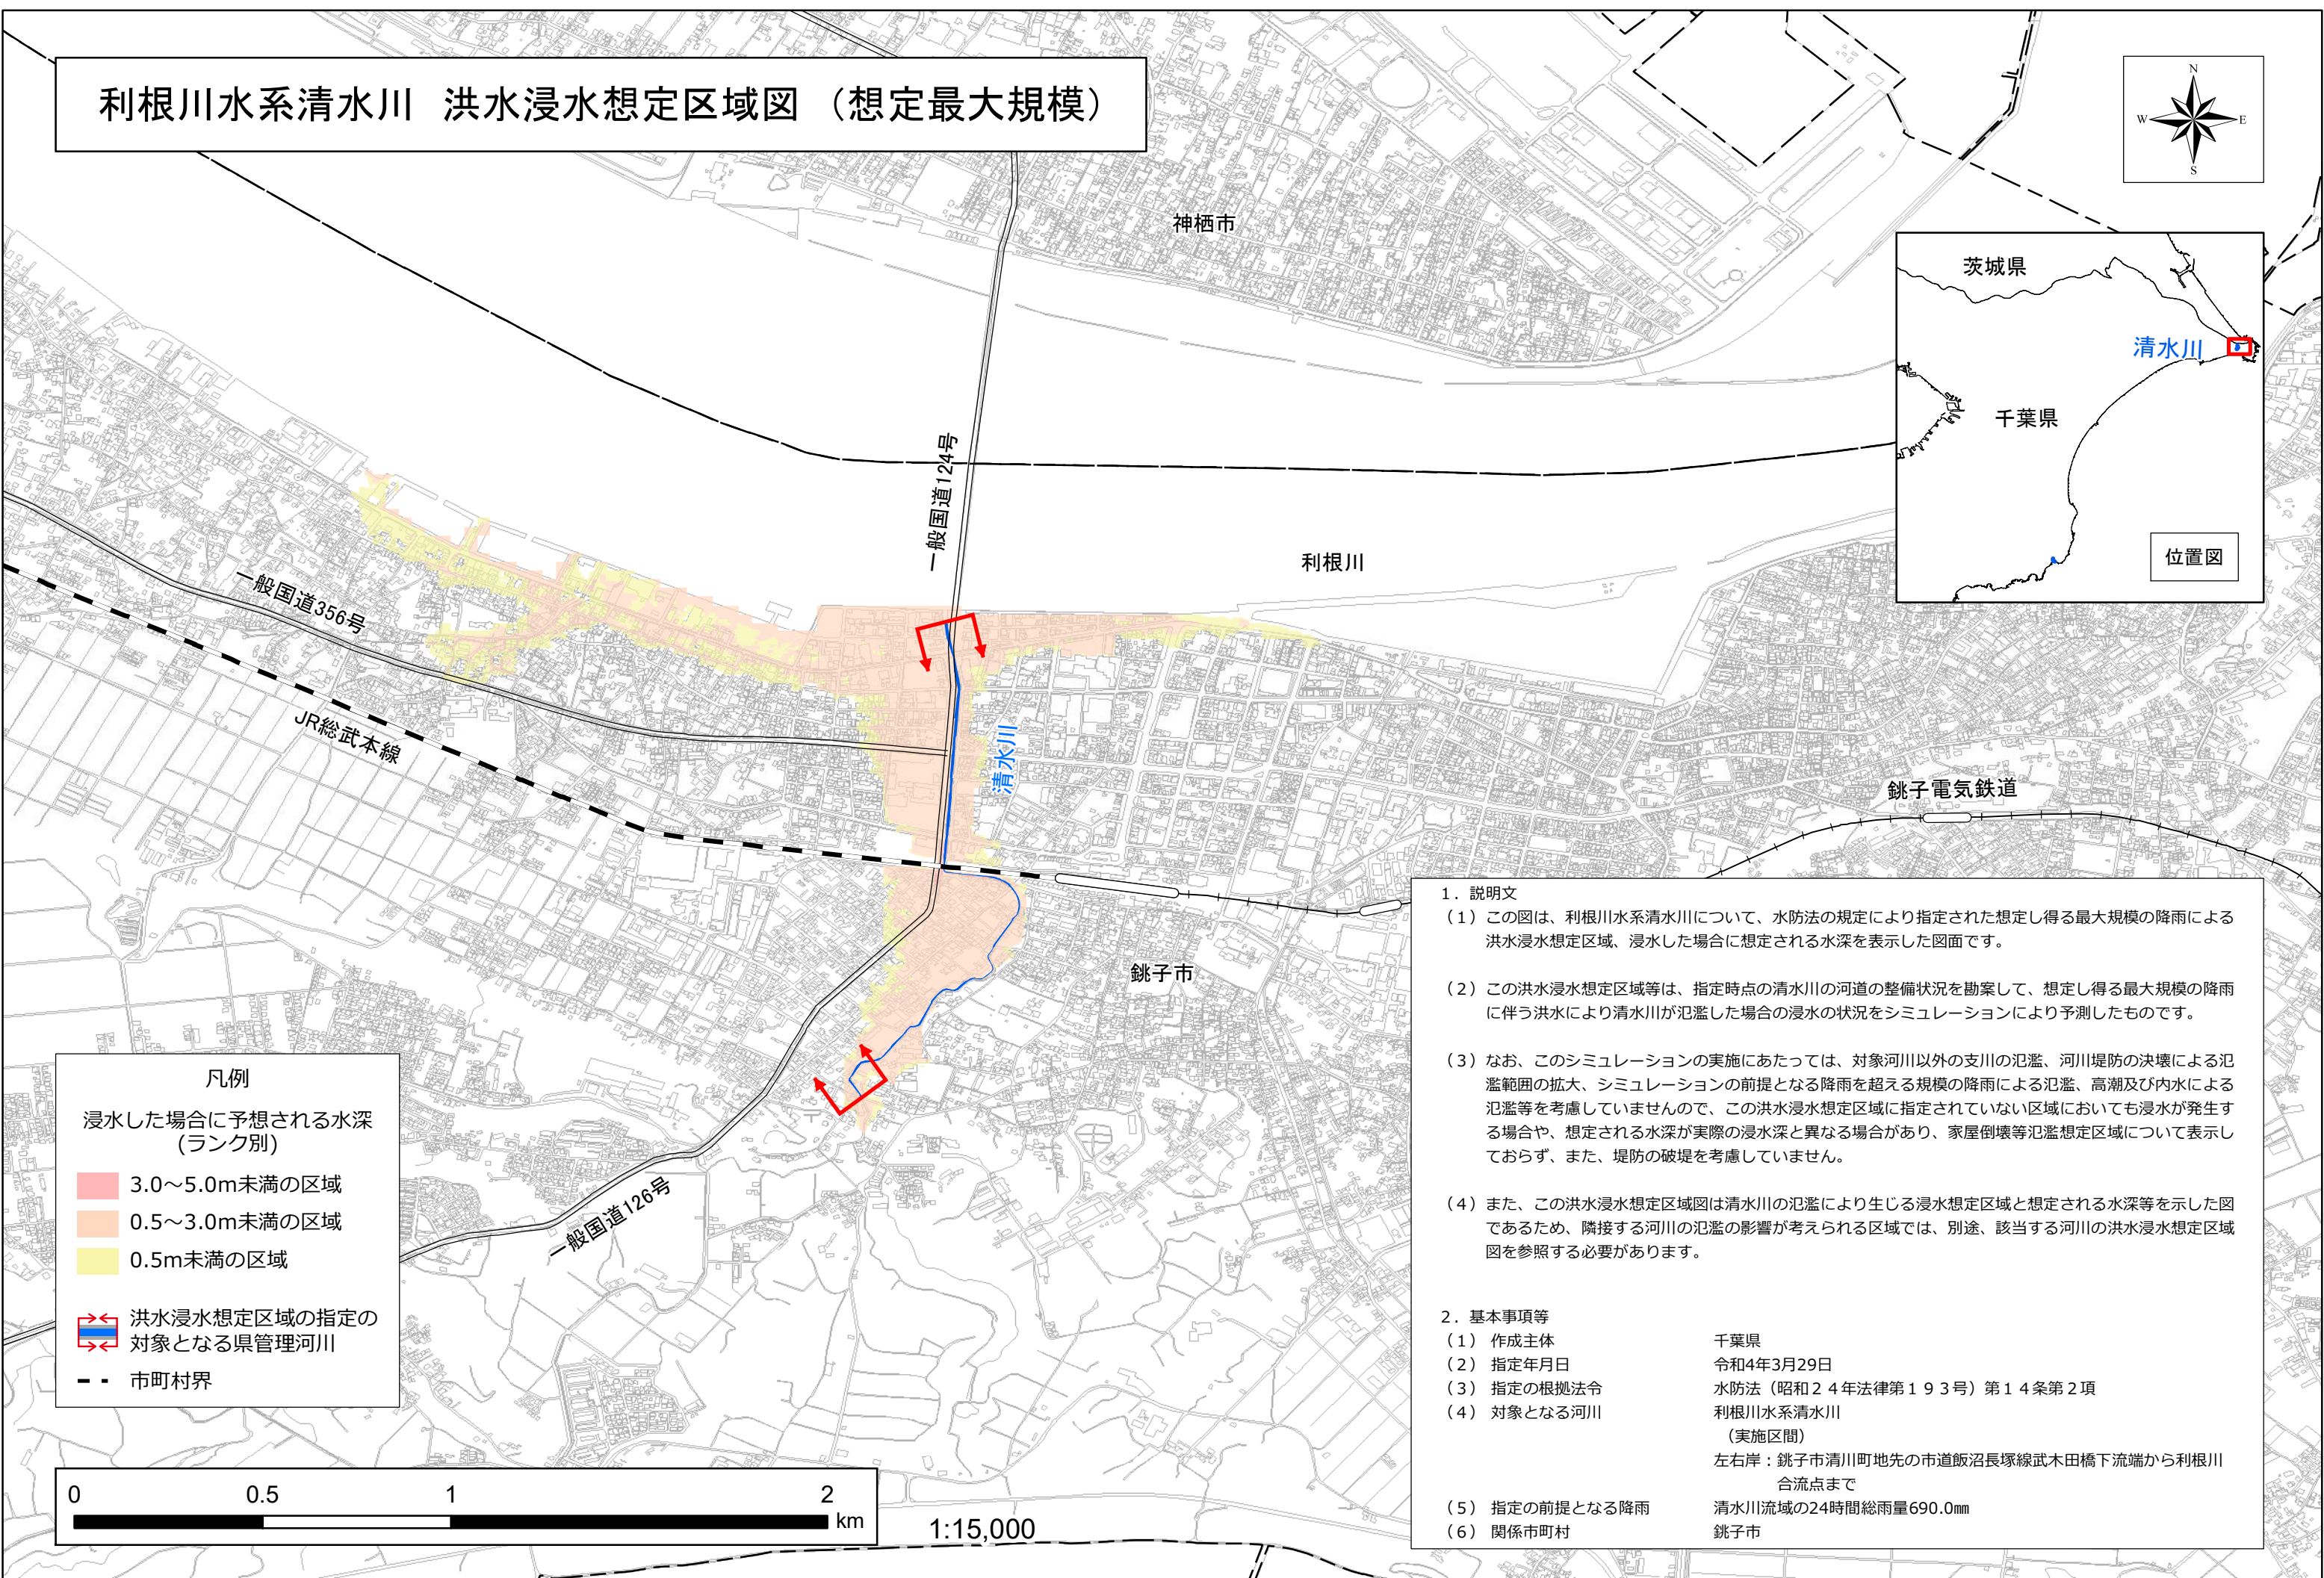 利根川水系清水川 洪水浸水想定区域図 （想定最大規模）
N
W
E
S
神栖市
茨城県
清水川
千葉県
位置図
一般国道124号
利根川
一般国道356号
JR総武本線
清水川
銚子電気鉄道
銚子市
一般国道126号
凡例
浸水した場合に予想される水深
(ランク別)
3.0～5.0m未満の区域
0.5～3.0m未満の区域
0.5m未満の区域
洪水浸水想定区域の指定の
対象となる県管理河川
市町村界
0 0.5 1 2
km
1:15,000
1．説明文
（1）この図は、利根川水系清水川について、水防法の規定により指定された想定し得る最大規模の降雨による
洪水浸水想定区域、浸水した場合に想定される水深を表示した図面です。
（2）この洪水浸水想定区域等は、指定時点の清水川の河道の整備状況を勘案して、想定し得る最大規模の降雨
に伴う洪水により清水川が氾濫した場合の浸水の状況をシミュレーションにより予測したものです。
（3）なお、このシミュレーションの実施にあたっては、対象河川以外の支川の氾濫、河川堤防の決壊による氾
濫範囲の拡大、シミュレーションの前提となる降雨を超える規模の降雨による氾濫、高潮及び内水による
氾濫等を考慮していませんので、この洪水浸水想定区域に指定されていない区域においても浸水が発生す
る場合や、想定される水深が実際の浸水深と異なる場合があり、家屋倒壊等氾濫想定区域について表示し
ておらず、また、堤防の破堤を考慮していません。
（4）また、この洪水浸水想定区域図は清水川の氾濫により生じる浸水想定区域と想定される水深等を示した図
であるため、隣接する河川の氾濫の影響が考えられる区域では、別途、該当する河川の洪水浸水想定区域
図を参照する必要があります。
2．基本事項等
（1） 作成主体 千葉県
（2） 指定年月日 令和4年3月29日
（3） 指定の根拠法令 水防法（昭和２４年法律第１９３号）第１４条第２項
（4） 対象となる河川 利根川水系清水川
（実施区間）
左右岸：銚子市清川町地先の市道飯沼長塚線武木田橋下流端から利根川
合流点まで
（5） 指定の前提となる降雨 清水川流域の24時間総雨量690.0㎜
（6） 関係市町村 銚子市